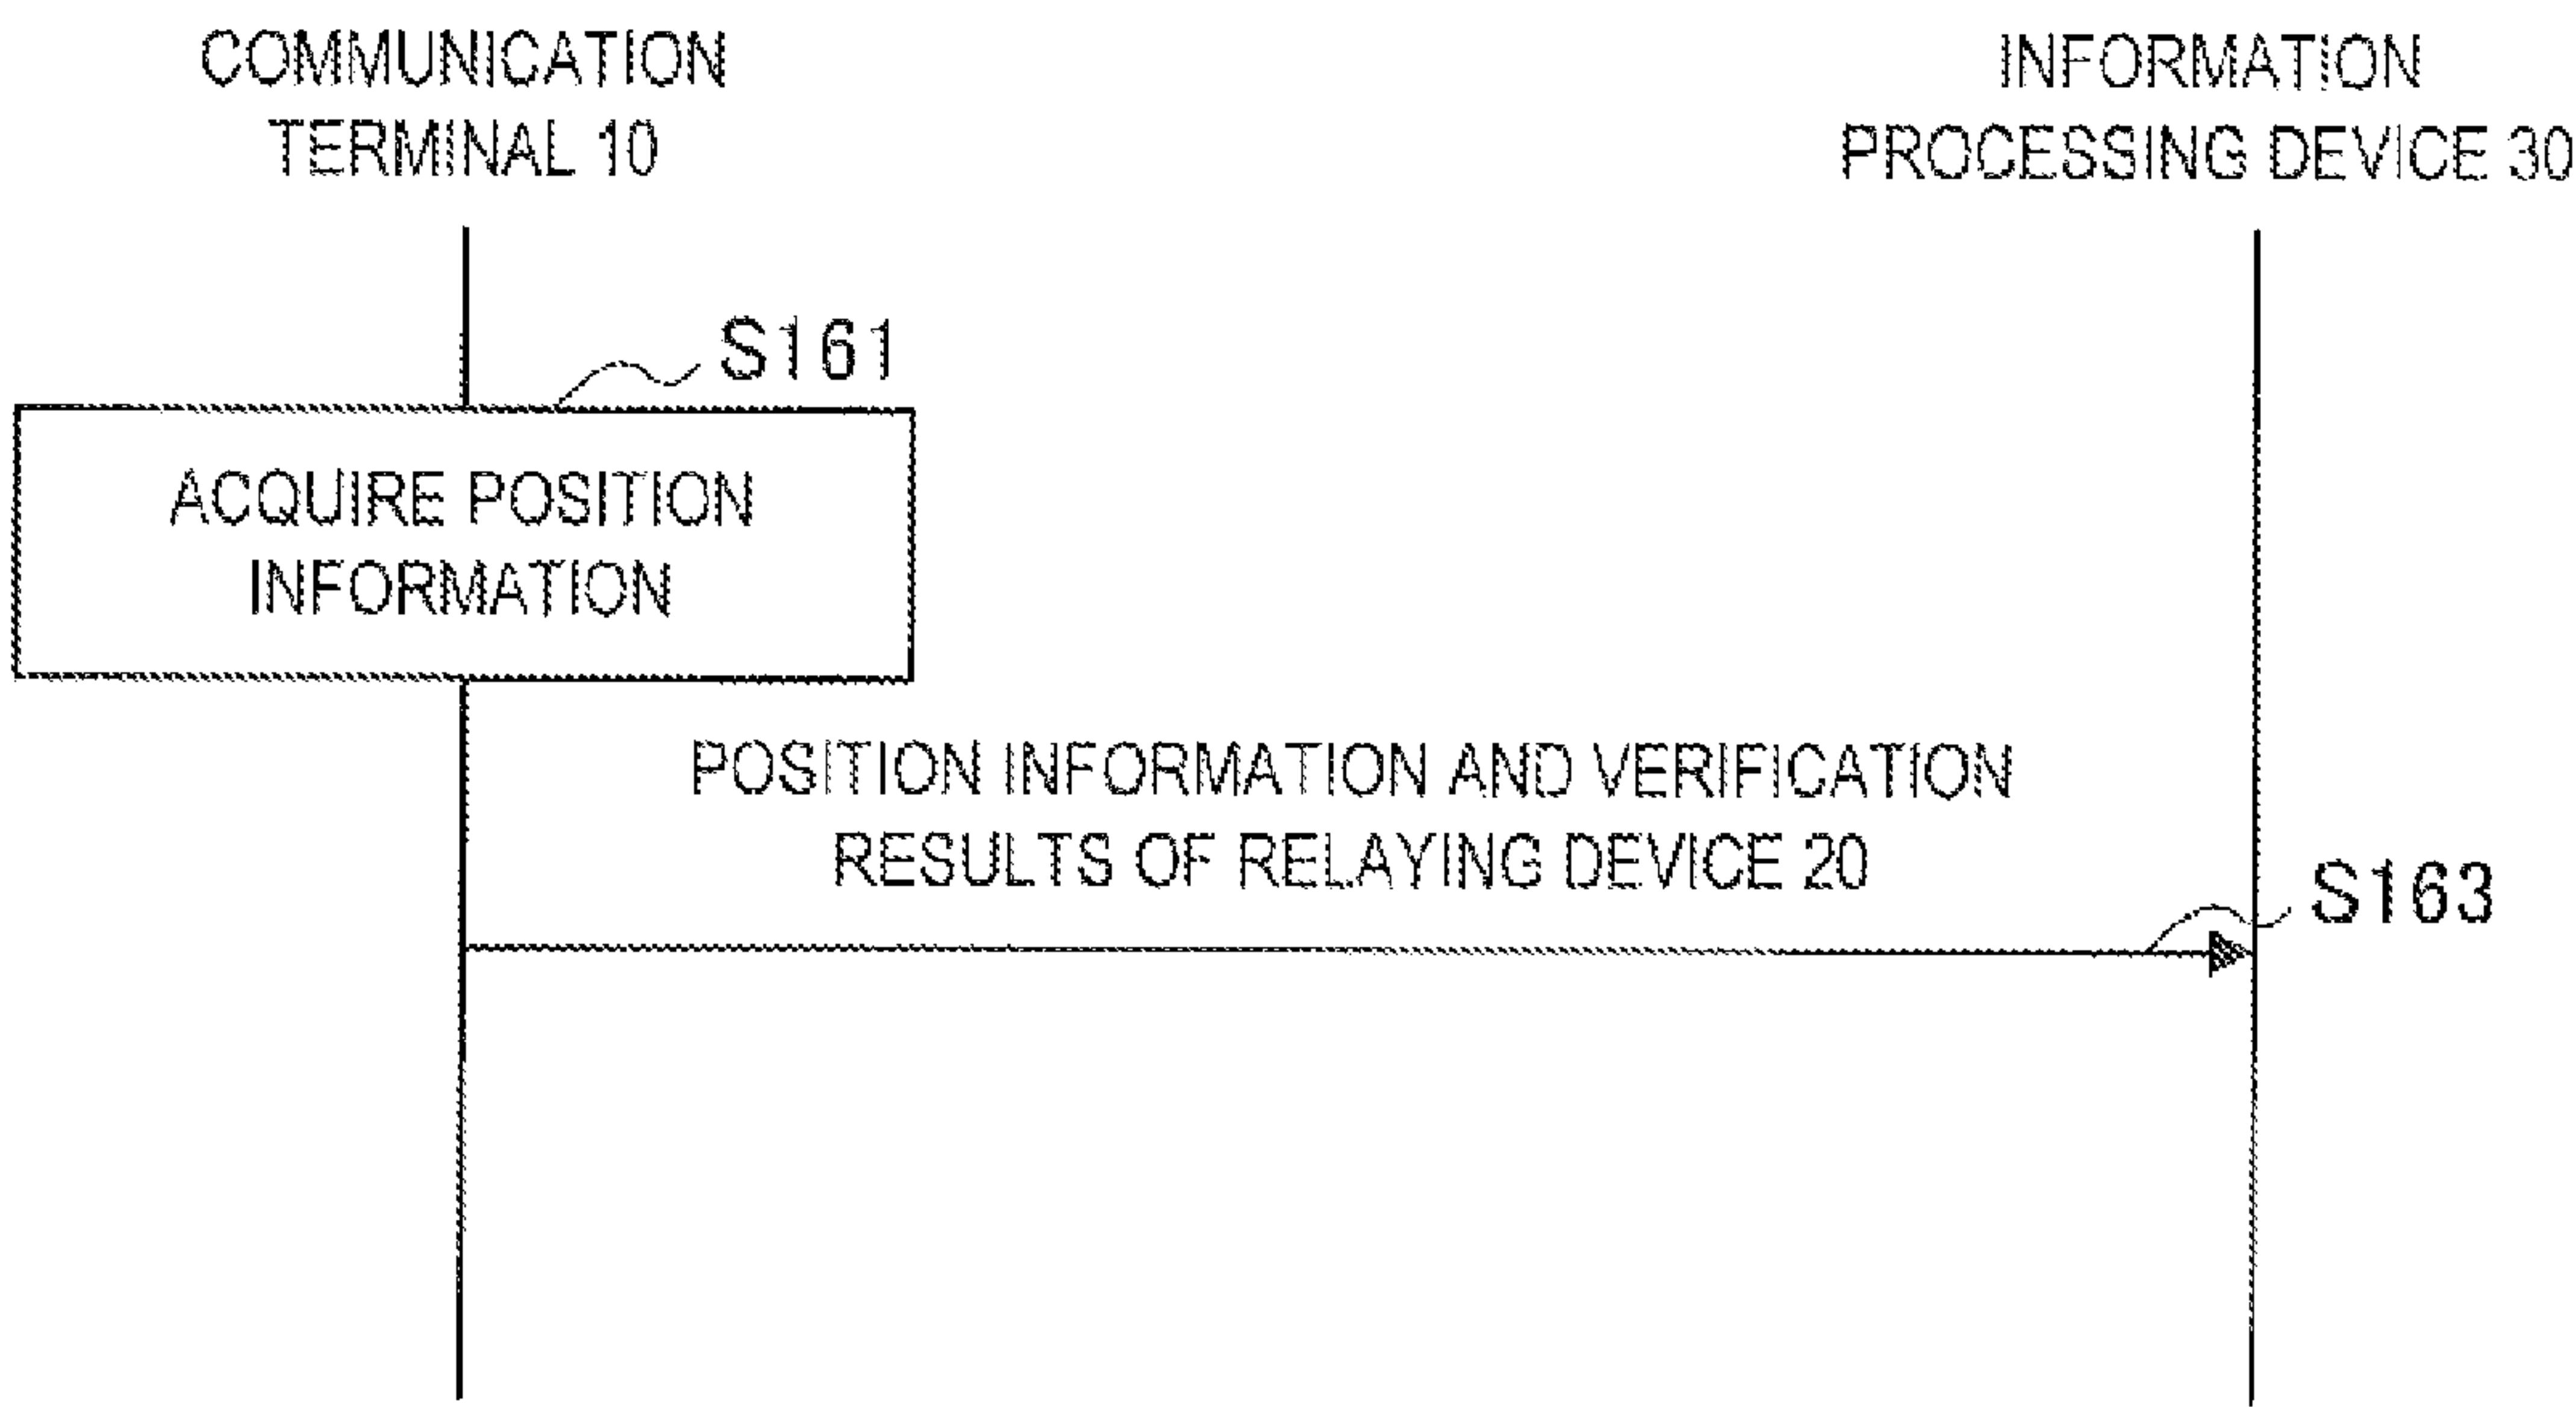 COMMUNICATION
TERMINAL 10
INFORMATION
PROCESSING DEVICE 30
S161
ACQUIRE POSITION
INFORMATION
POSITION INFORMATION AND VERIFICATION
RESULTS OF RELAYING DEVICE 20
S163